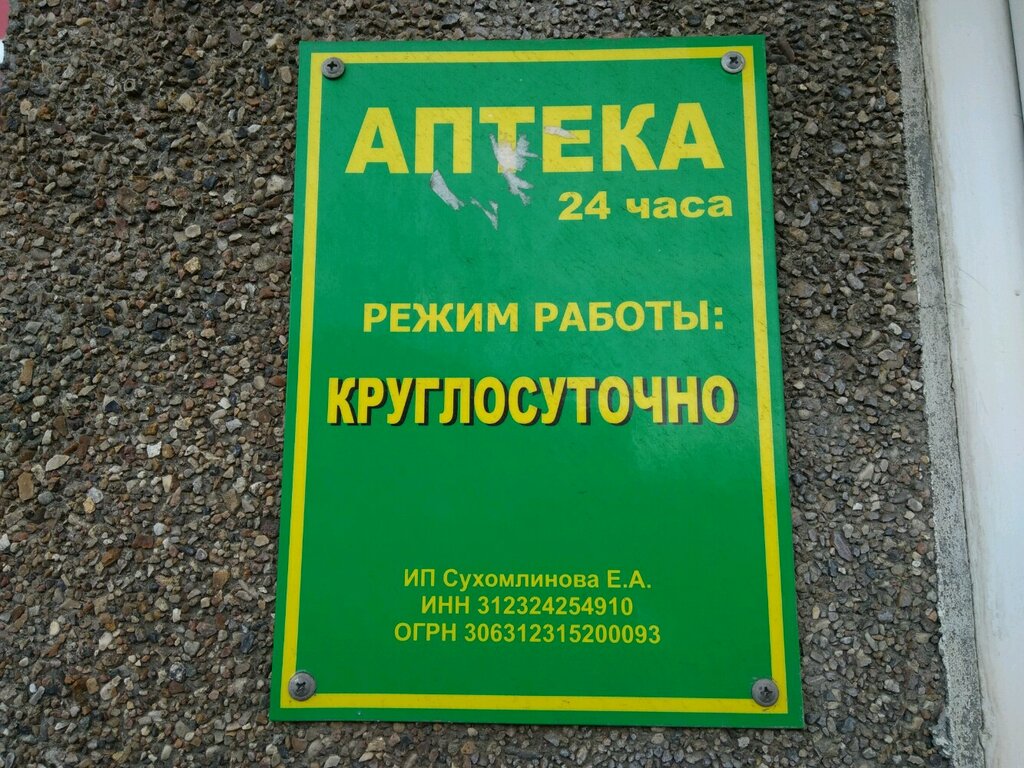 АПТЕКА
24 часа
РЕЖИМ РАБОТЫ:
КРУГЛОСУТОЧНО
ИП Сухомлинова Е.А.
ИНН 312324254910
ОГРН 306312315200093